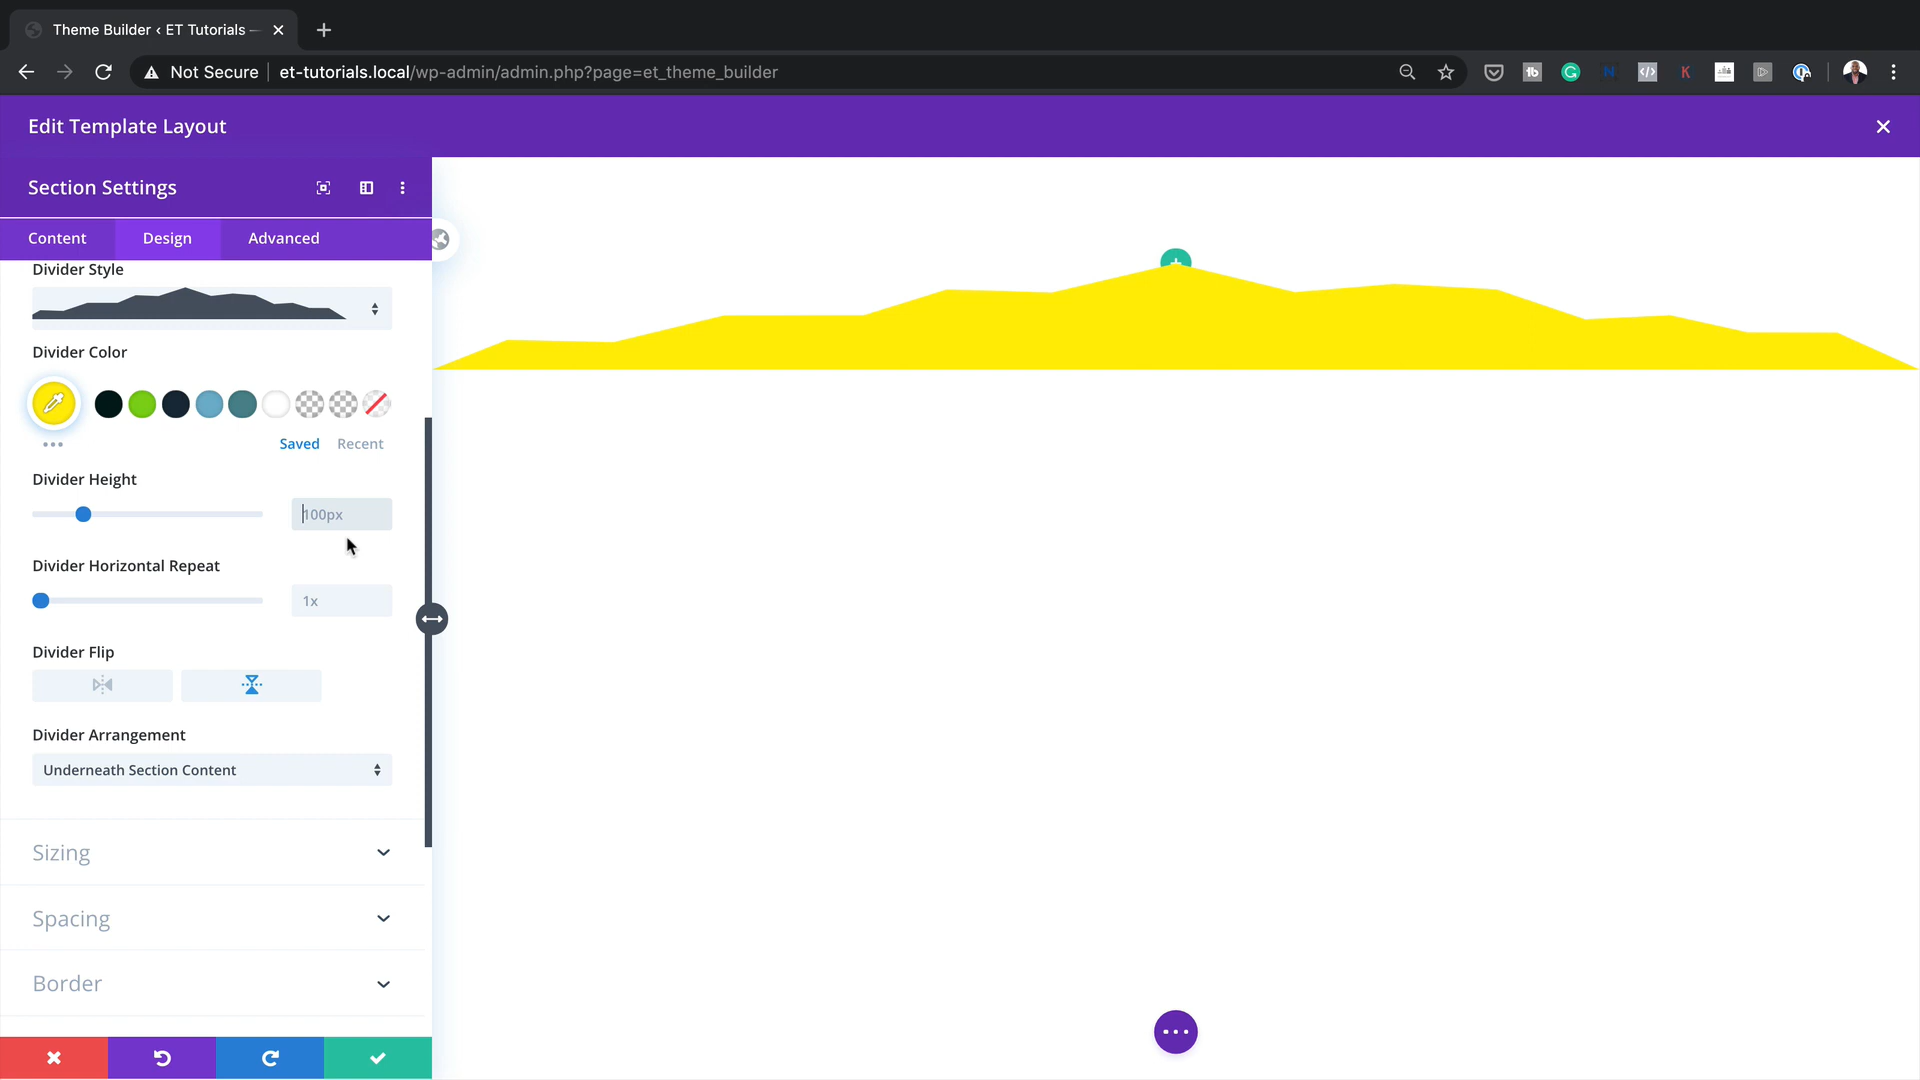 Theme Builder ‹ ET Tutorials —
Not Secure
et-tutorials.local/wp-admin/admin.php?page=et_theme_builder
Edit Template Layout
Section Settings
Content
Design
Advanced
Divider Style
Divider Color
Saved
Recent
Divider Height
100px
Divider Horizontal Repeat
1x
Divider Flip
Divider Arrangement
Underneath Section Content
Sizing
Spacing
Border